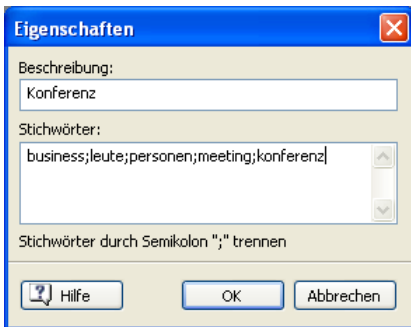 Eigenschaften
Beschreibung:
Konferenz
Stichwörter:
business;leute;personen;meeting;konferenz
Stichwörter durch Semikolon ";" trennen
Hilfe
OK
Abbrechen